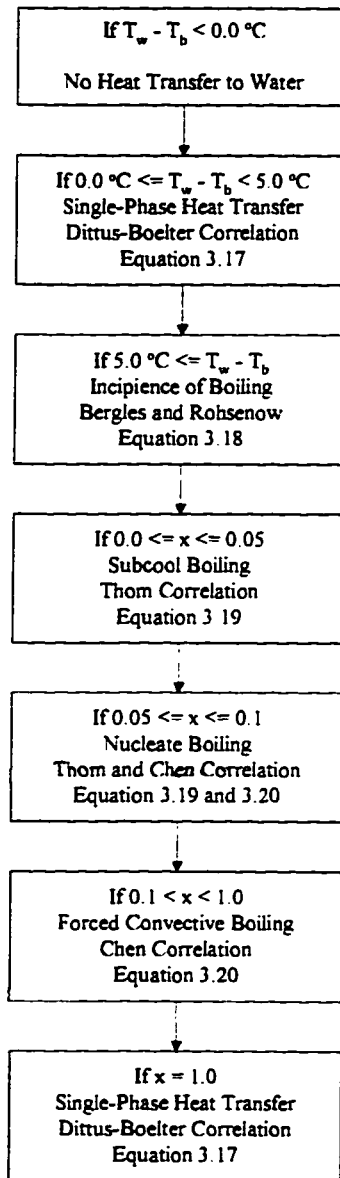 If T_w - T_b < 0.0 °C
No Heat Transfer to Water
If 0.0 °C <= T_w - T_b < 5.0 °C
Single-Phase Heat Transfer
Dittus-Boelter Correlation
Equation 3.17
If 5.0 °C <= T_w - T_b
Incipience of Boiling
Bergles and Rohsenow
Equation 3.18
If 0.0 <= x <= 0.05
Subcool Boiling
Thom Correlation
Equation 3 19
If 0.05 <= x <= 0.1
Nucleate Boiling
Thom and Chen Correlation
Equation 3.19 and 3.20
If 0.1 < x < 1.0
Forced Convective Boiling
Chen Correlation
Equation 3.20
If x = 1.0
Single-Phase Heat Transfer
Dittus-Boelter Correlation
Equation 3.17